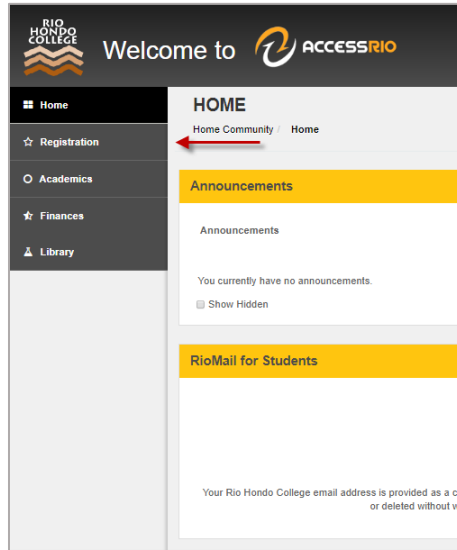 RIO
HONDO
COLLEGE
Welcome to ACCESSRIO
Home
Registration
Academics
Finances
Library
HOME
Home Community / Home
Announcements
Announcements
You currently have no announcements.
Show Hidden
RioMail for Students
Your Rio Hondo College email address is provided as a c
or deleted without w